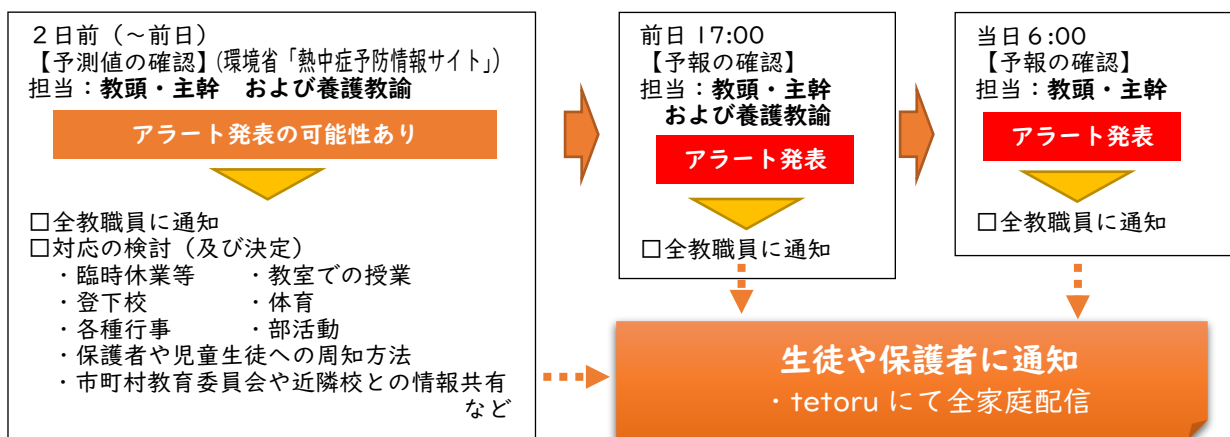 ２日前（～前日）
【予測値の確認】(環境省「熱中症予防情報サイト」)
担当：教頭・主幹　および養護教諭
アラート発表の可能性あり
□全教職員に通知
□対応の検討（及び決定）
・臨時休業等　　・教室での授業
・登下校　　　　・体育
・各種行事　　　・部活動
・保護者や児童生徒への周知方法
・市町村教育委員会や近隣校との情報共有
など
前日 17:00
【予報の確認】
担当：教頭・主幹
および養護教諭
アラート発表
□全教職員に通知
当日 6:00
【予報の確認】
担当：教頭・主幹
アラート発表
□全教職員に通知
生徒や保護者に通知
・tetoru にて全家庭配信